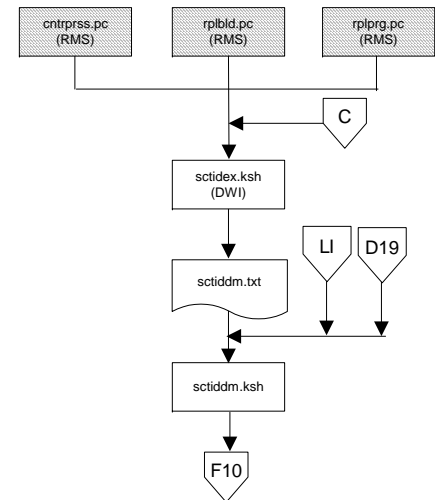 cntrprss.pc
(RMS)
rplbld.pc
(RMS)
rplprg.pc
(RMS)
C
sctidex.ksh
(DWI)
LI
D19
sctiddm.txt
sctiddm.ksh
F10